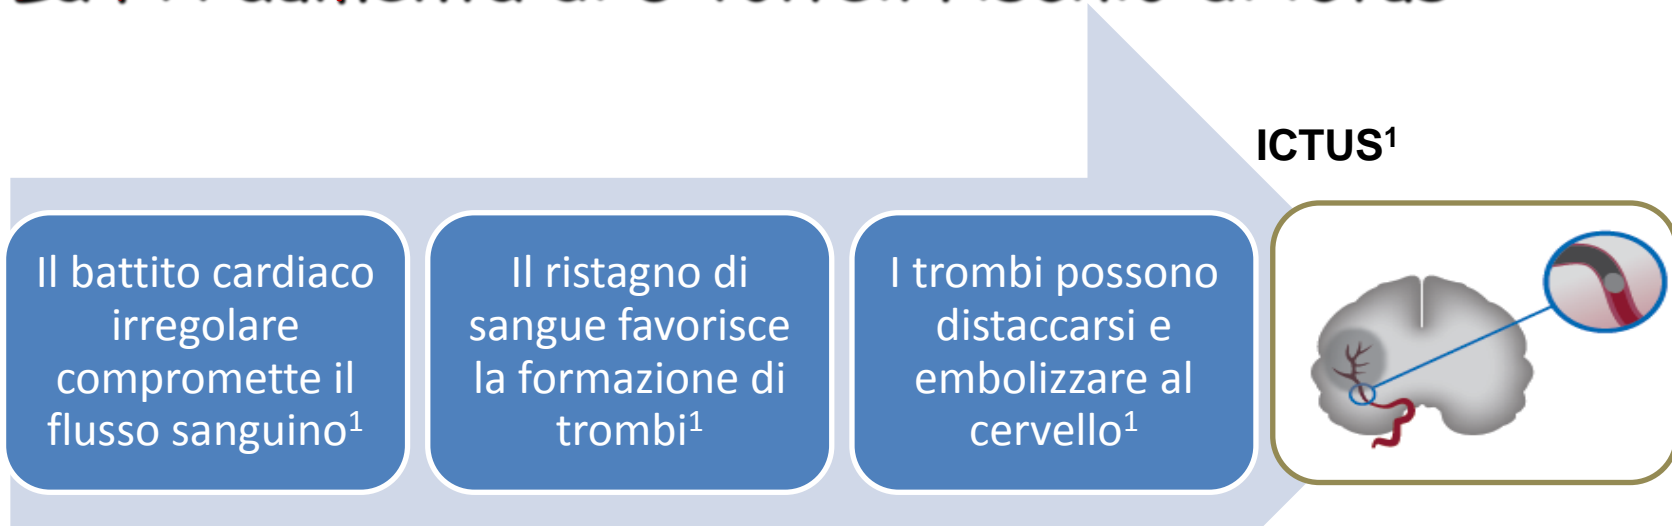 ICTUS¹
Il battito cardiaco
irregolare
compromette il
flusso sanguino¹
Il ristagno di
sangue favorisce
la formazione di
trombi¹
I trombi possono
distaccarsi e
embolizzare al
cervello¹